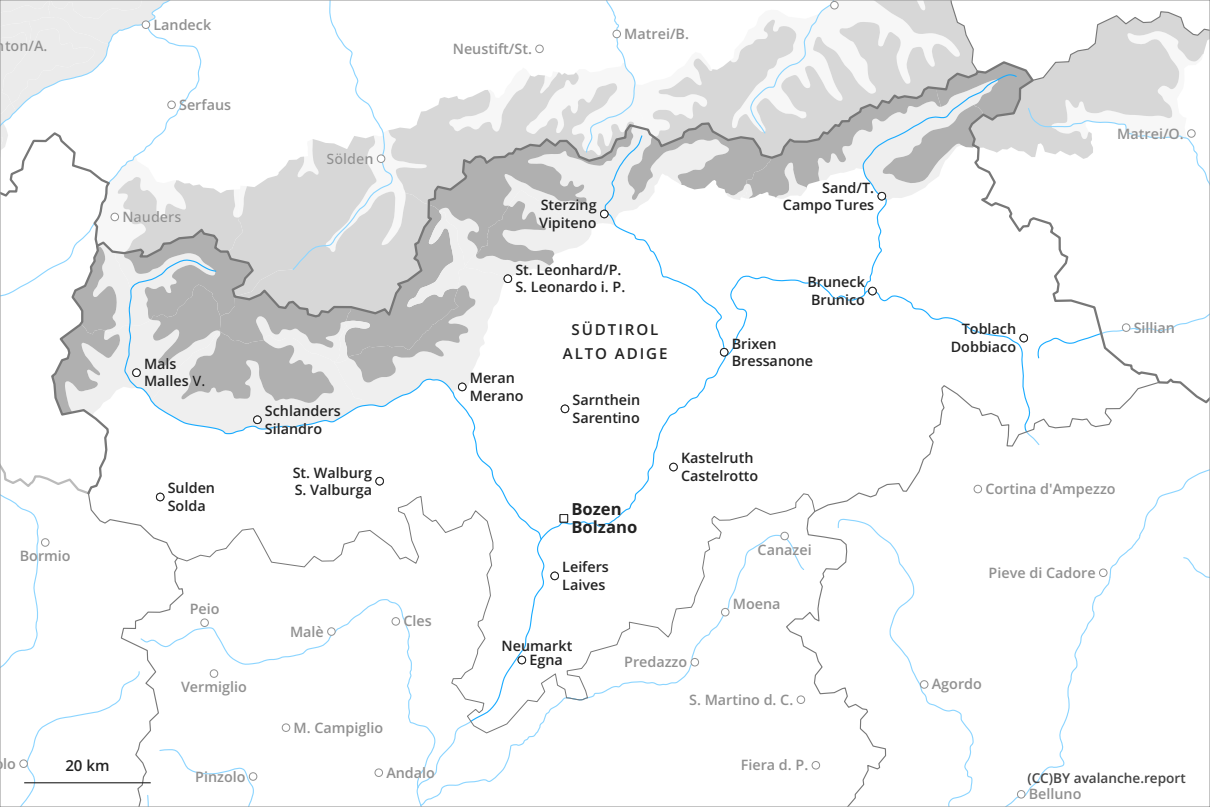 Landeck
nton/A.
Neustift/St.
Matrei/B.
Serfaus
Matrei/O.
Sölden
Nauders
Sand/T.
Campo Tures
Sterzing
Vipiteno
St. Leonhard/P.
S. Leonardo i. P.
Bruneck
Brunico
SÜDTIROL
ALTO ADIGE
Toblach
Dobbiaco
Sillian
Brixen
Bressanone
Mals
Malles V.
Meran
Merano
Schlanders
Silandro
Sarnthein
Sarentino
Kastelruth
Castelrotto
St. Walburg
S. Valburga
Sulden
Solda
Cortina d'Ampezzo
Bozen
Bolzano
Bormio
Canazei
Leifers
Laives
Pieve di Cadore
Peio
Malè
Cles
Moena
Neumarkt
Egna
Predazzo
Vermiglio
Agordo
S. Martino d. C.
M. Campiglio
olo
20 km
Pinzolo
Andalo
Fiera d. P.
(CC)BY avalanche.report
Belluno